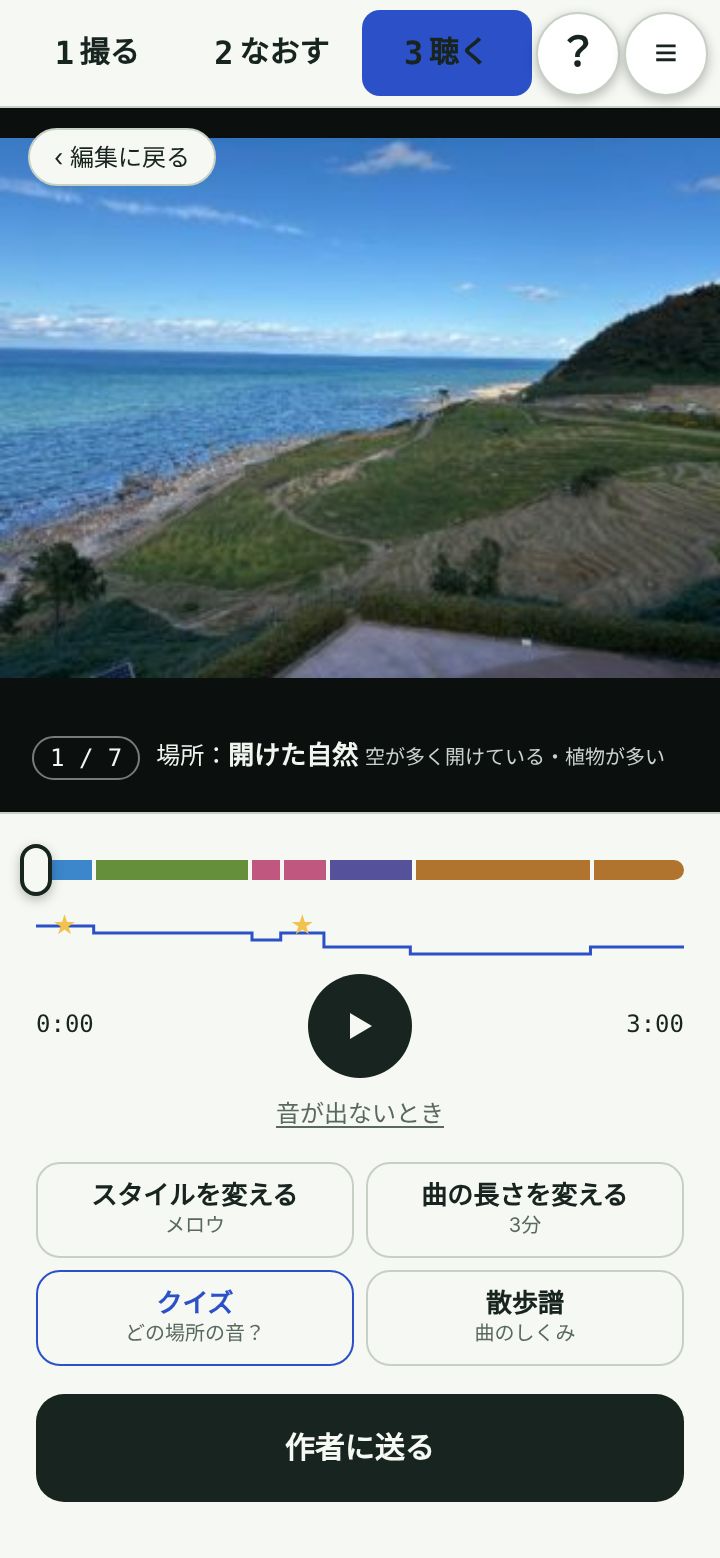 1 撮る 2 なおす 3 聴く ? ≡
‹ 編集に戻る
1 / 7 場所：開けた自然 空が多く開けている・植物が多い
0:00 3:00
音が出ないとき
スタイルを変える 曲の長さを変える
メロウ 3分
クイズ 散歩譜
どの場所の音？ 曲のしくみ
作者に送る